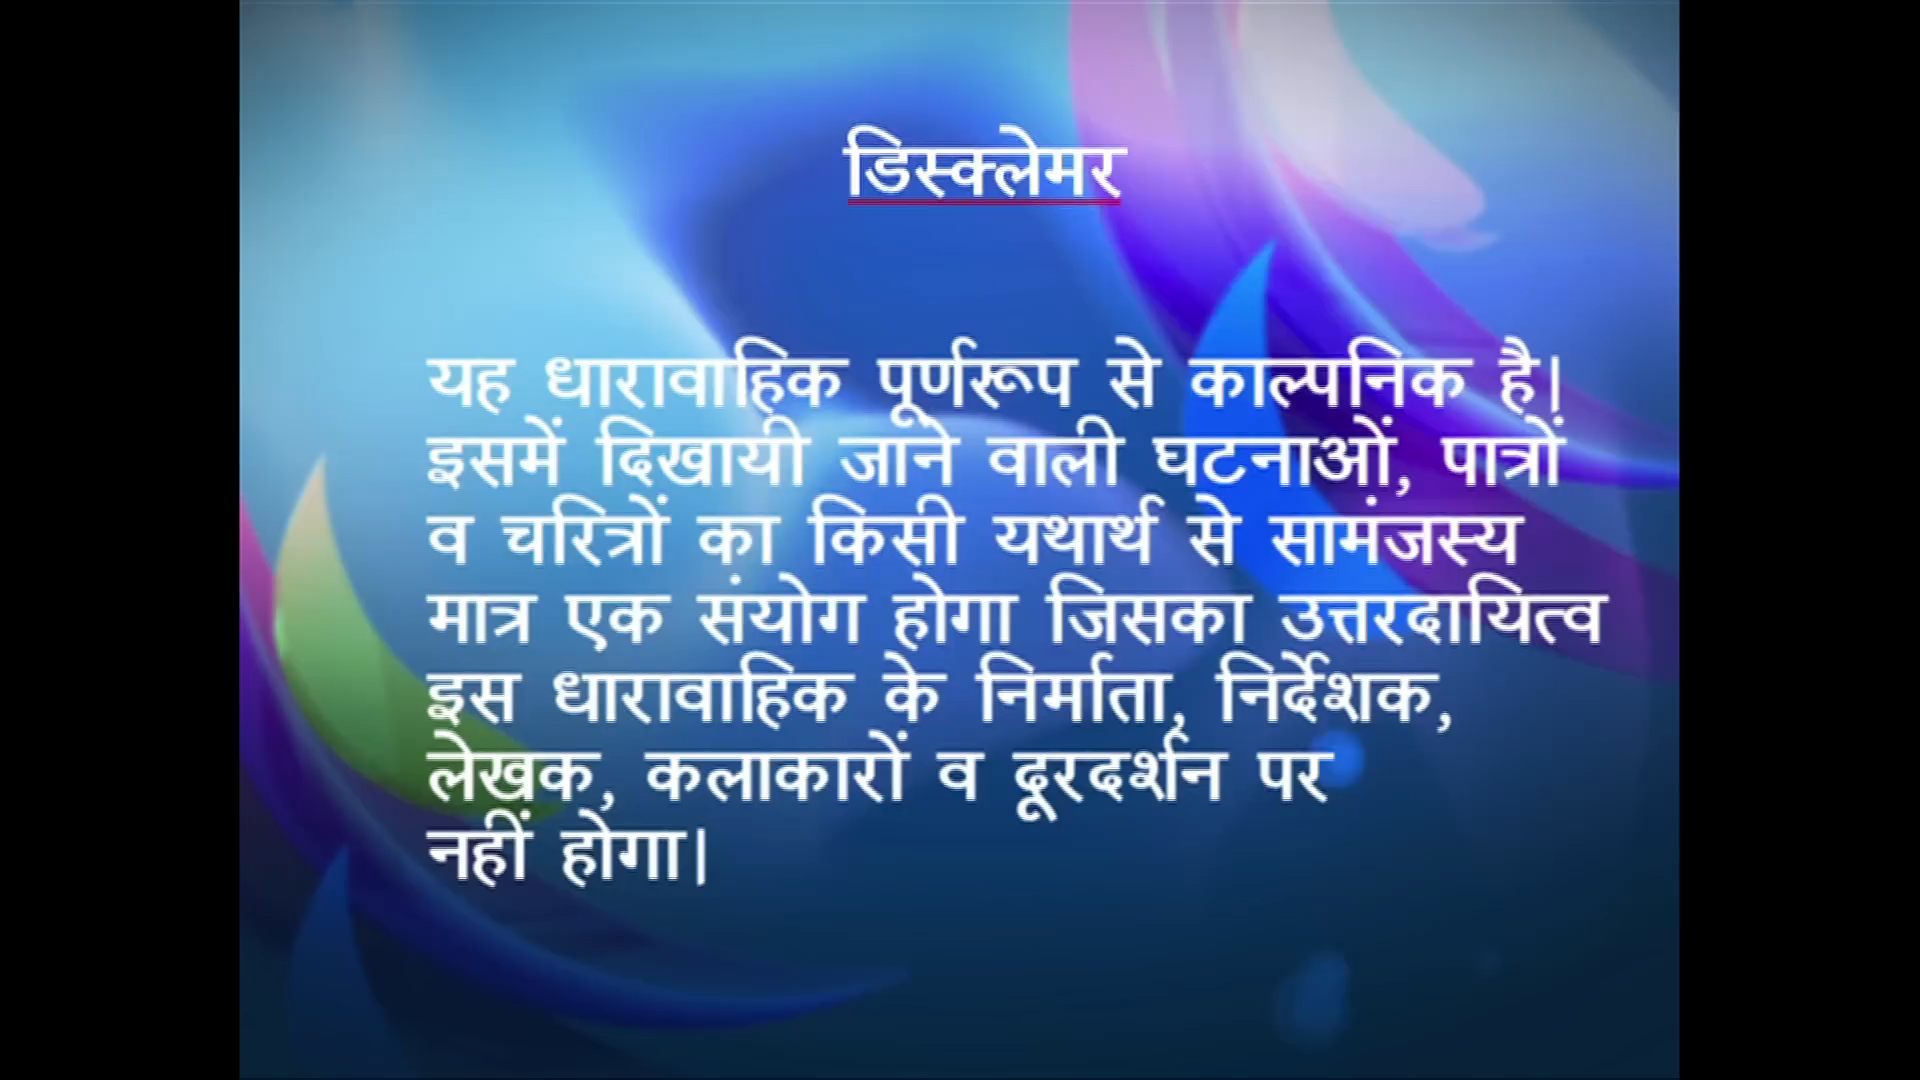 डिस्क्लेमर
यह धारावाहिक पूर्णरूप से काल्पनिक है।
इसमें दिखायी जाने वाली घटनाओं, पात्रों
व चरित्रों का किसी यथार्थ से सामंजस्य
मात्र एक संयोग होगा जिसका उत्तरदायित्व
इस धारावाहिक के निर्माता, निर्देशक,
लेखक, कलाकारों व दूरदर्शन पर
नहीं होगा।